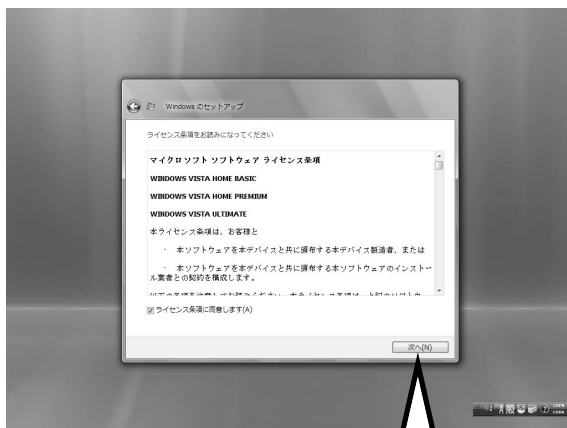 Windows のセットアップ
ライセンス条項をお読みになってください
マイクロソフト ソフトウェア ライセンス条項
WINDOWS VISTA HOME BASIC
WINDOWS VISTA HOME PREMIUM
WINDOWS VISTA ULTIMATE
本ライセンス条項は、お客様と
- 本ソフトウェアを本デバイスと共に頒布する本デバイス製造者、または
- 本ソフトウェアを本デバイスと共に頒布する本ソフトウェアのインストー
ル業者との契約を構成します。
ライセンス条項に同意します(A)
次へ(N)
A 般
CAPS
KANA